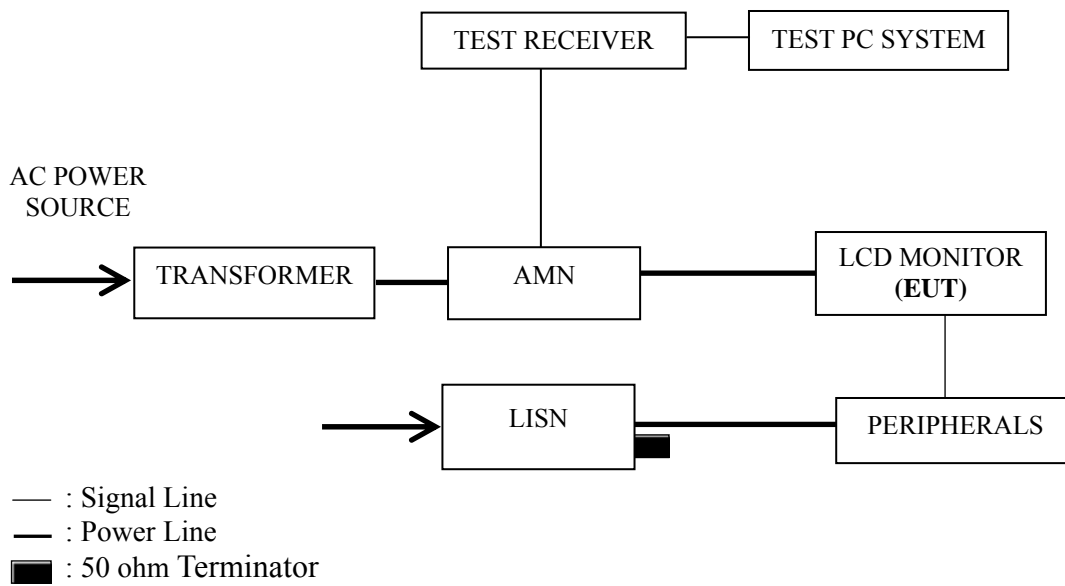 TEST RECEIVER
TEST PC SYSTEM
AC POWER
SOURCE
TRANSFORMER
AMN
LCD MONITOR
(EUT)
LISN
PERIPHERALS
: Signal Line
: Power Line
: 50 ohm Terminator